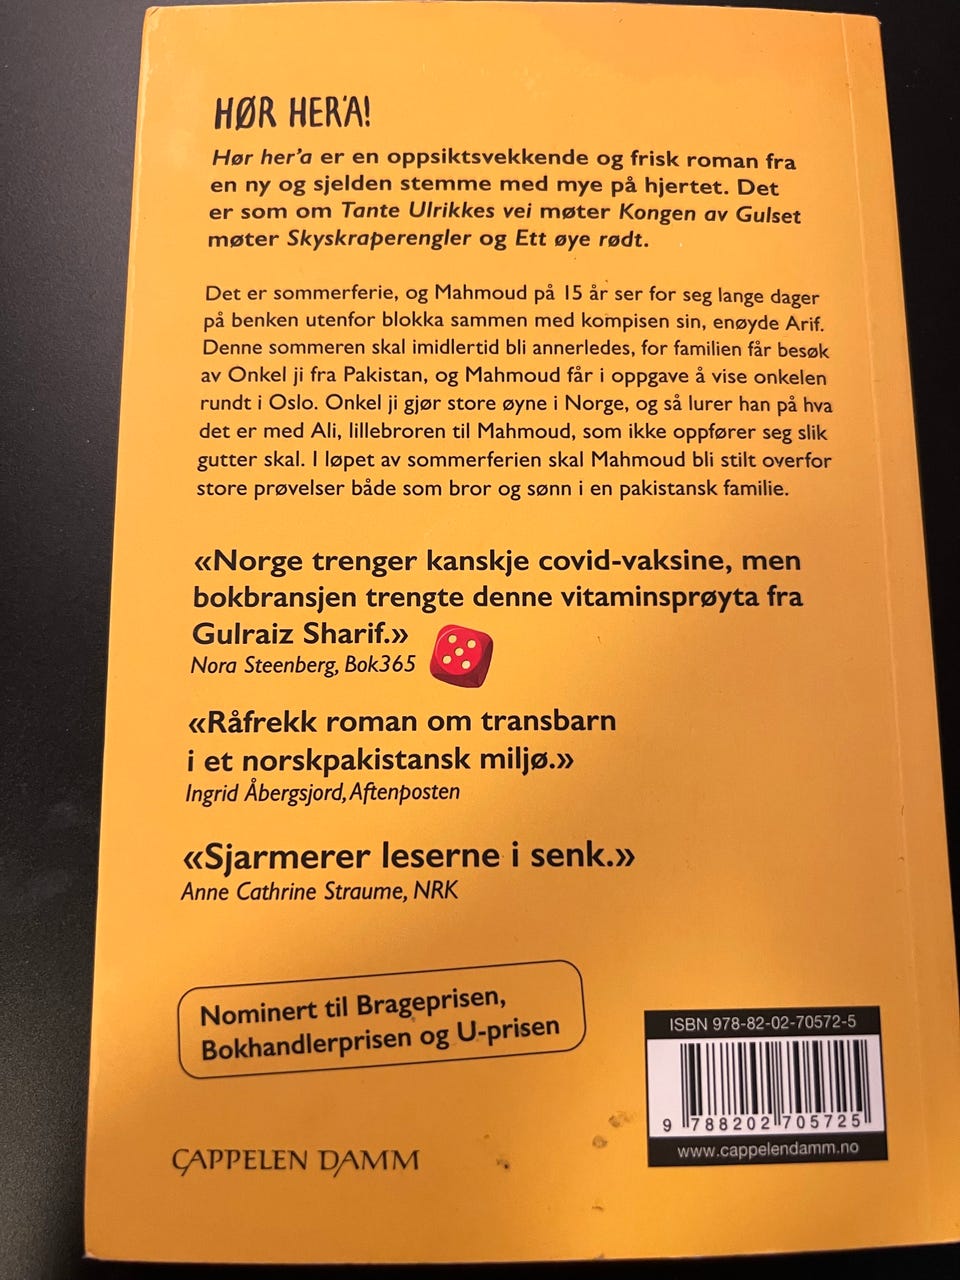 HØR HER'A!
Hør her'a er en oppsiktsvekkende og frisk roman fra
en ny og sjelden stemme med mye på hjertet. Det
er som om Tante Ulrikkes vei møter Kongen av Gulset
møter Skyskraperengler og Ett øye rødt.
Det er sommerferie, og Mahmoud på 15 år ser for seg lange dager
på benken utenfor blokka sammen med kompisen sin, enøyde Arif.
Denne sommeren skal imidlertid bli annerledes, for familien får besøk
av Onkel ji fra Pakistan, og Mahmoud får i oppgave å vise onkelen
rundt i Oslo. Onkel ji gjør store øyne i Norge, og så lurer han på hva
det er med Ali, lillebroren til Mahmoud, som ikke oppfører seg slik
gutter skal. I løpet av sommerferien skal Mahmoud bli stilt overfor
store prøvelser både som bror og sønn i en pakistansk familie.
«Norge trenger kanskje covid-vaksine, men
bokbransjen trengte denne vitaminsprøyta fra
Gulraiz Sharif.»
Nora Steenberg, Bok365
«Råfrekk roman om transbarn
i et norskpakistansk miljø.»
Ingrid Åbergsjord, Aftenposten
«Sjarmerer leserne i senk.»
Anne Cathrine Straume, NRK
Nominert til Brageprisen,
Bokhandlerprisen og U-prisen
ISBN 978-82-02-70572-5
9 788202 705725
www.cappelendamm.no
CAPPELEN DAMM